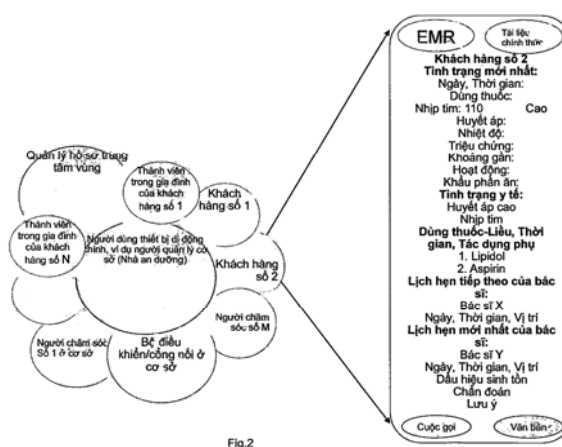 Quản lý hồ sơ trung
tâm vùng
Thành viên
trong gia đình
của khách
hàng số 1
Khách
hàng số 1
Thành viên
trong gia đình
của khách
hàng số N
Người dùng thiết bị di động
chính, ví dụ người quản lý cơ
sở (Nhà an dưỡng)
Khách hàng
số 2
Người chăm
sóc số M
Người chăm sóc
Số 1 ở cơ sở
Bệ điều
khiển/cổng nối ở
cơ sở
EMR
Tài liệu
chính thức
Khách hàng số 2
Tình trạng mới nhất:
Ngày, Thời gian:
Dùng thuốc:
Nhịp tim: 110 Cao
Huyết áp:
Nhiệt độ:
Triệu chứng:
Khoảng gần:
Hoạt động:
Khẩu phần ăn:
Tình trạng y tế:
Huyết áp cao
Nhịp tim
Dùng thuốc-Liều, Thời
gian, Tác dụng phụ
1. Lipidol
2. Aspirin
Lịch hẹn tiếp theo của bác
sĩ:
Bác sĩ X
Ngày, Thời gian, Vị trí
Lịch hẹn mới nhất của bác
sĩ:
Bác sĩ Y
Ngày, Thời gian, Vị trí
Dấu hiệu sinh tồn
Chẩn đoán
Lưu ý
Cuộc gọi
Văn bản
Fig.2